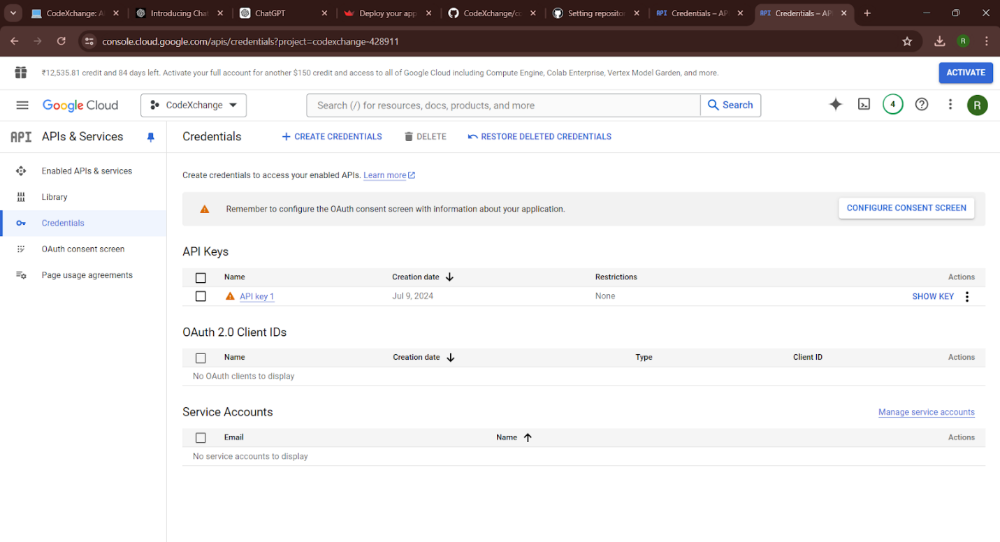 CodeXchange: A
Introducing Chat
ChatGPT
Deploy your app
CodeXchange/co
Setting repositor
API Credentials – API
API Credentials – API
console.cloud.google.com/apis/credentials?project=codexchange-428911
R
₹12,535.81 credit and 84 days left. Activate your full account for another $150 credit and access to all of Google Cloud including Compute Engine, Colab Enterprise, Vertex Model Garden, and more.
ACTIVATE
Google Cloud
CodeXchange
Search (/) for resources, docs, products, and more
Search
4
R
API APIs & Services
Credentials
CREATE CREDENTIALS
DELETE
RESTORE DELETED CREDENTIALS
Enabled APIs & services
Library
Credentials
OAuth consent screen
Page usage agreements
Create credentials to access your enabled APIs. Learn more
Remember to configure the OAuth consent screen with information about your application.
CONFIGURE CONSENT SCREEN
API Keys
Name Creation date Restrictions Actions
API key 1 Jul 9, 2024 None SHOW KEY
OAuth 2.0 Client IDs
Name Creation date Type Client ID Actions
No OAuth clients to display
Service Accounts
Manage service accounts
Email Name Actions
No service accounts to display